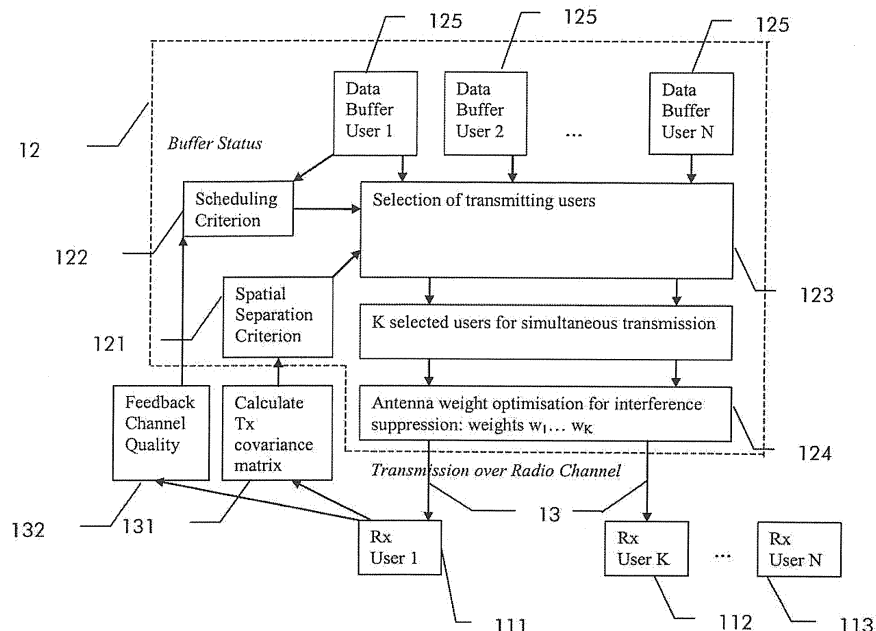 125
125
125
Data
Buffer
User 1
Data
Buffer
User 2
...
Data
Buffer
User N
12
Buffer Status
Scheduling
Criterion
Selection of transmitting users
122
123
Spatial
Separation
Criterion
121
K selected users for simultaneous transmission
Feedback
Channel
Quality
Calculate
Tx
covariance
matrix
Antenna weight optimisation for interference
suppression: weights w₁... wK
124
Transmission over Radio Channel
132
131
13
Rx
User 1
Rx
User K
...
Rx
User N
111
112
113